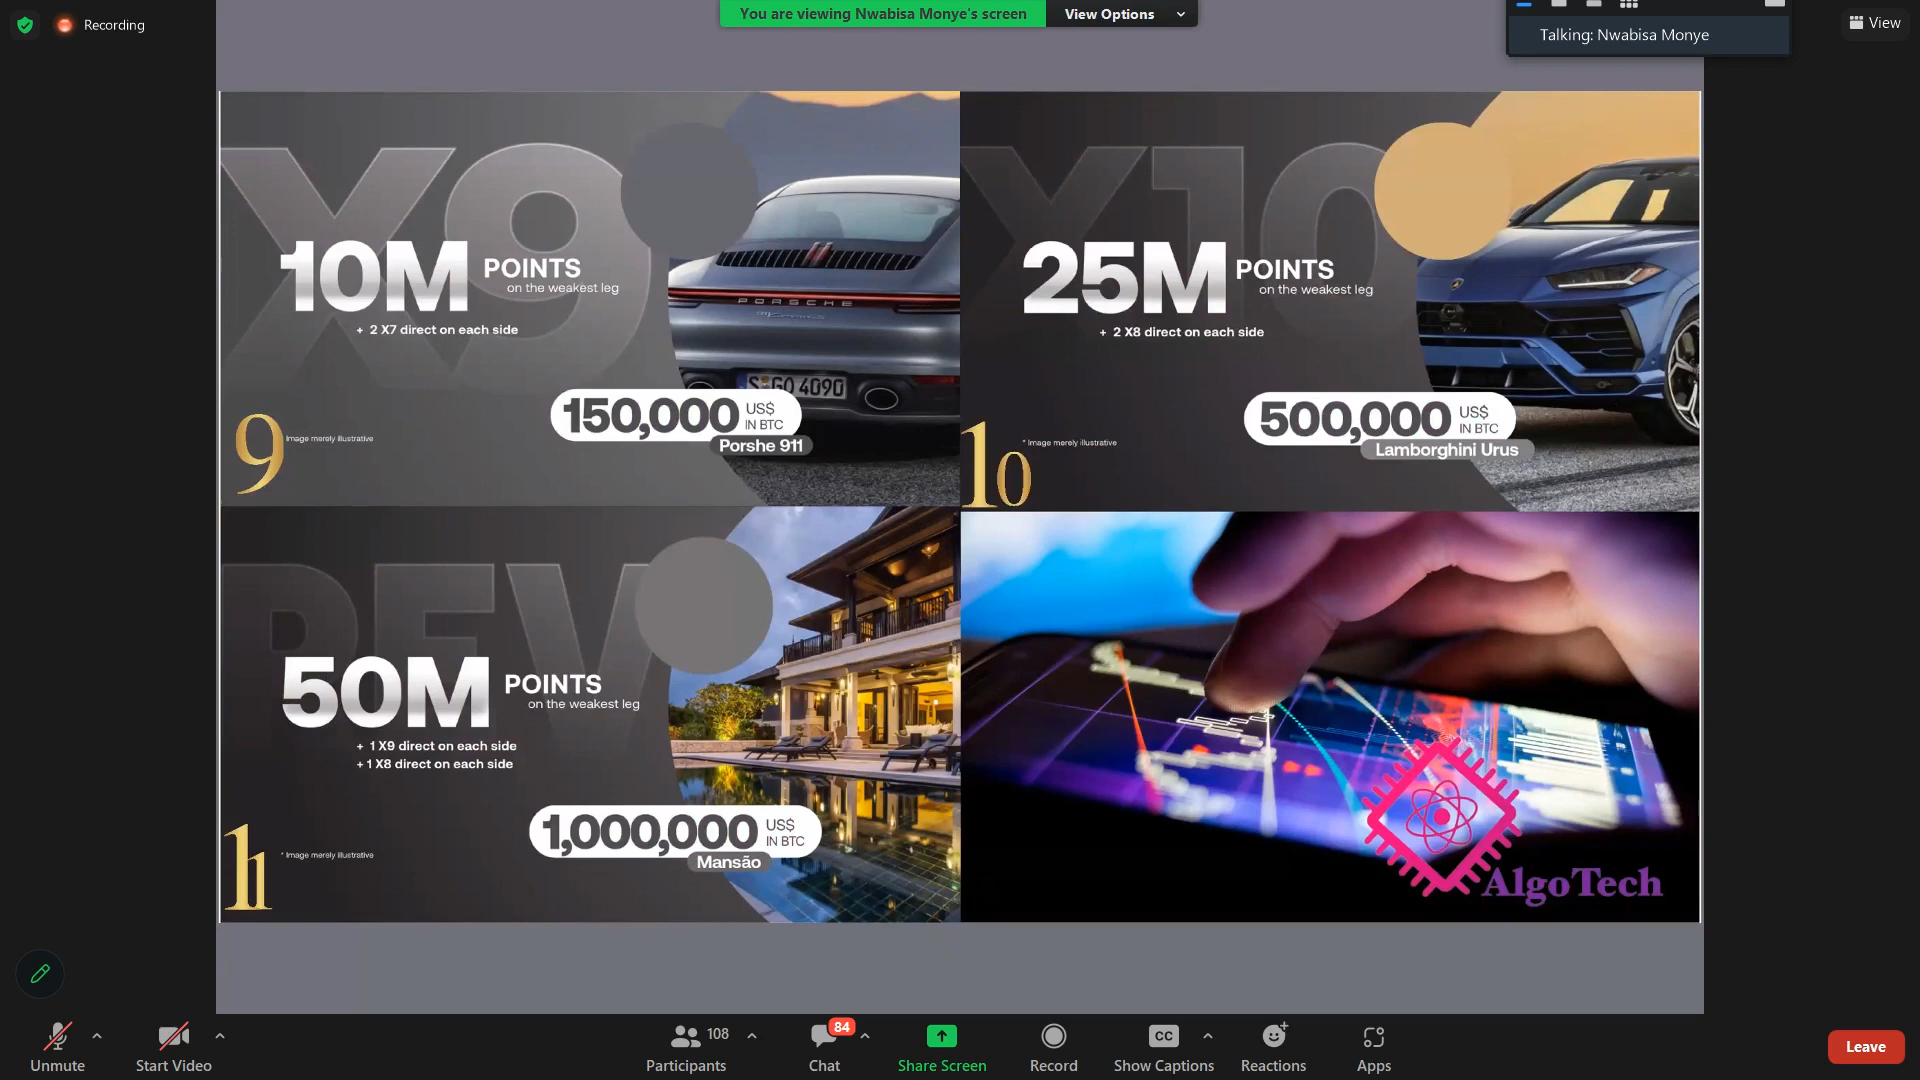 Recording
You are viewing Nwabisa Monye's screen
View Options
Talking: Nwabisa Monye
View
X9
10M POINTS
on the weakest leg
+ 2 X7 direct on each side
PORSCHE
S GO 4090
150,000 US$
IN BTC
Porshe 911
9
Image merely illustrative
X10
25M POINTS
on the weakest leg
+ 2 X8 direct on each side
500,000 US$
IN BTC
Lamborghini Urus
10
* Image merely illustrative
REV
50M POINTS
on the weakest leg
+ 1 X9 direct on each side
+ 1 X8 direct on each side
1,000,000 US$
IN BTC
Mansão
11
* Image merely illustrative
AlgoTech
Unmute
Start Video
108
Participants
84
Chat
Share Screen
Record
CC
Show Captions
Reactions
Apps
Leave